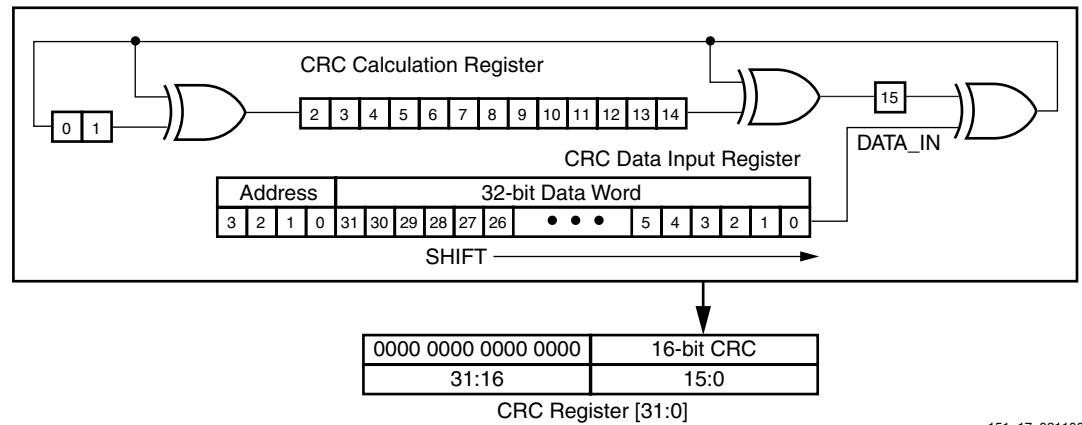 CRC Calculation Register
0 1
2 3 4 5 6 7 8 9 10 11 12 13 14
15
DATA_IN
CRC Data Input Register
Address 32-bit Data Word
3 2 1 0 31 30 29 28 27 26 • • • 5 4 3 2 1 0
SHIFT
0000 0000 0000 0000 16-bit CRC
31:16 15:0
CRC Register [31:0]